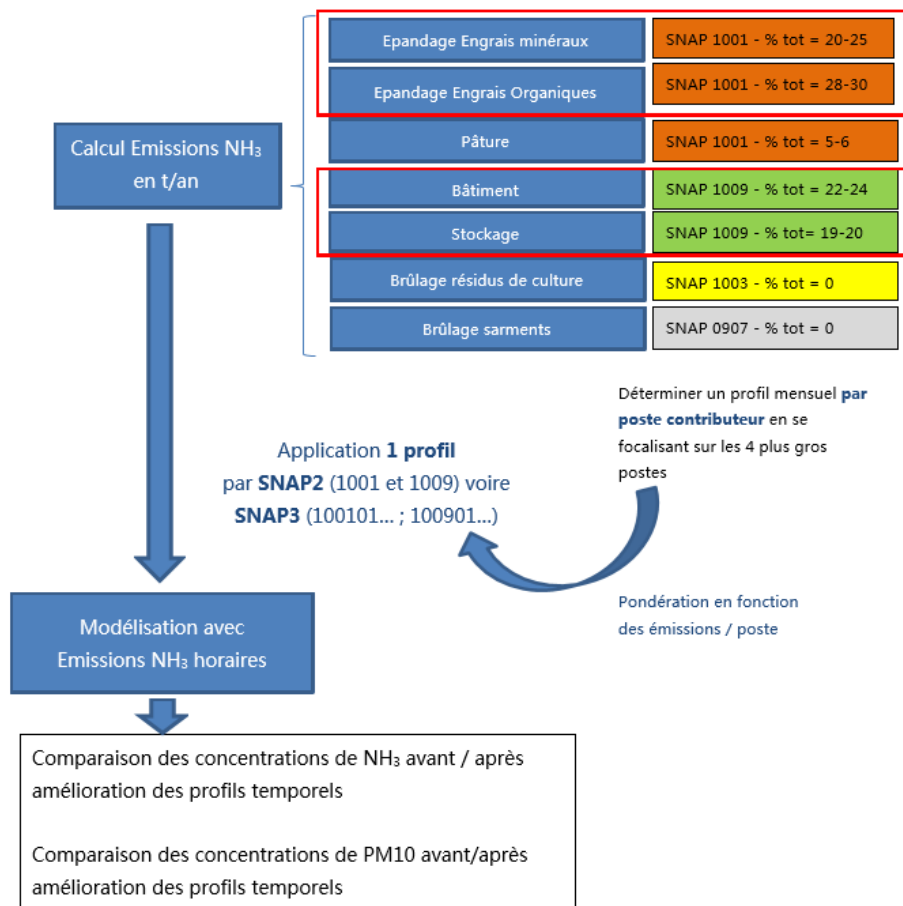 Epandage Engrais minéraux
SNAP 1001 - % tot = 20-25
Epandage Engrais Organiques
SNAP 1001 - % tot = 28-30
Calcul Emissions NH₃
en t/an
Pâture
SNAP 1001 - % tot = 5-6
Bâtiment
SNAP 1009 - % tot = 22-24
Stockage
SNAP 1009 - % tot= 19-20
Brûlage résidus de culture
SNAP 1003 - % tot = 0
Brûlage sarments
SNAP 0907 - % tot = 0
Déterminer un profil mensuel par
poste contributeur en se
focalisant sur les 4 plus gros
postes
Application 1 profil
par SNAP2 (1001 et 1009) voire
SNAP3 (100101... ; 100901...)
Pondération en fonction
des émissions / poste
Modélisation avec
Emissions NH₃ horaires
Comparaison des concentrations de NH₃ avant / après
amélioration des profils temporels
Comparaison des concentrations de PM10 avant/après
amélioration des profils temporels